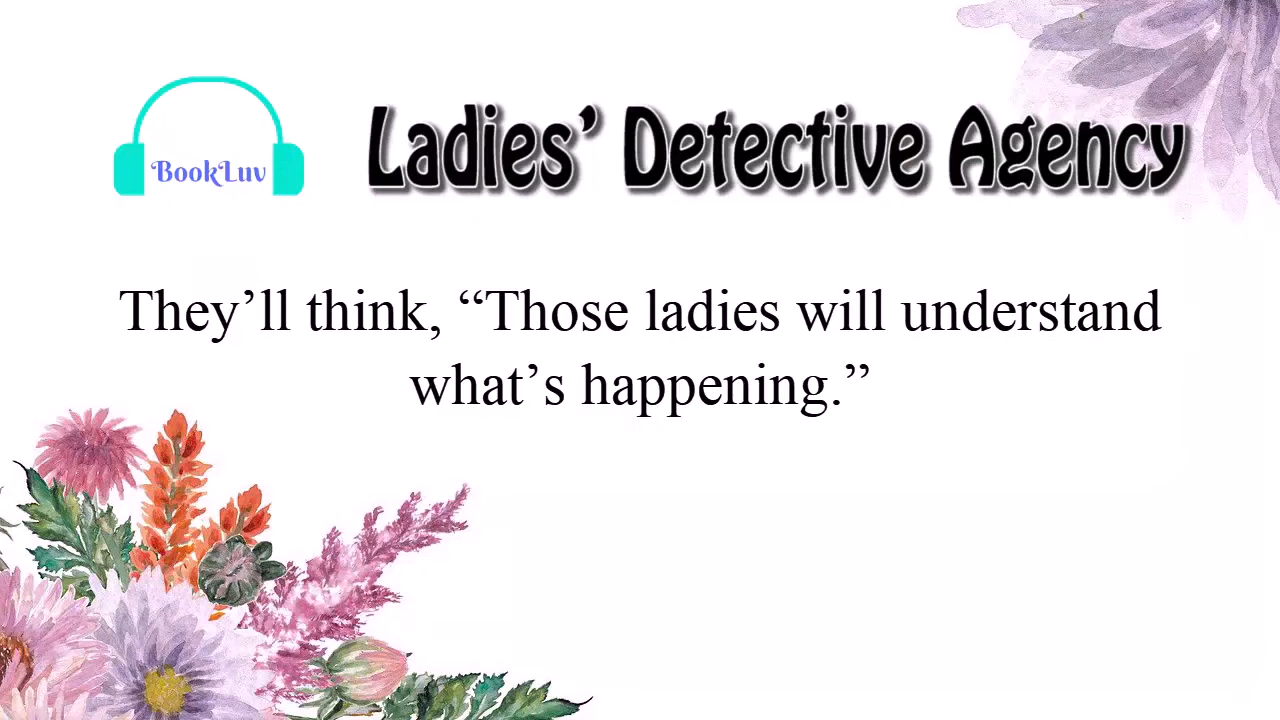 BookLuv
Ladies’ Detective Agency
They’ll think, “Those ladies will understand
what’s happening.”